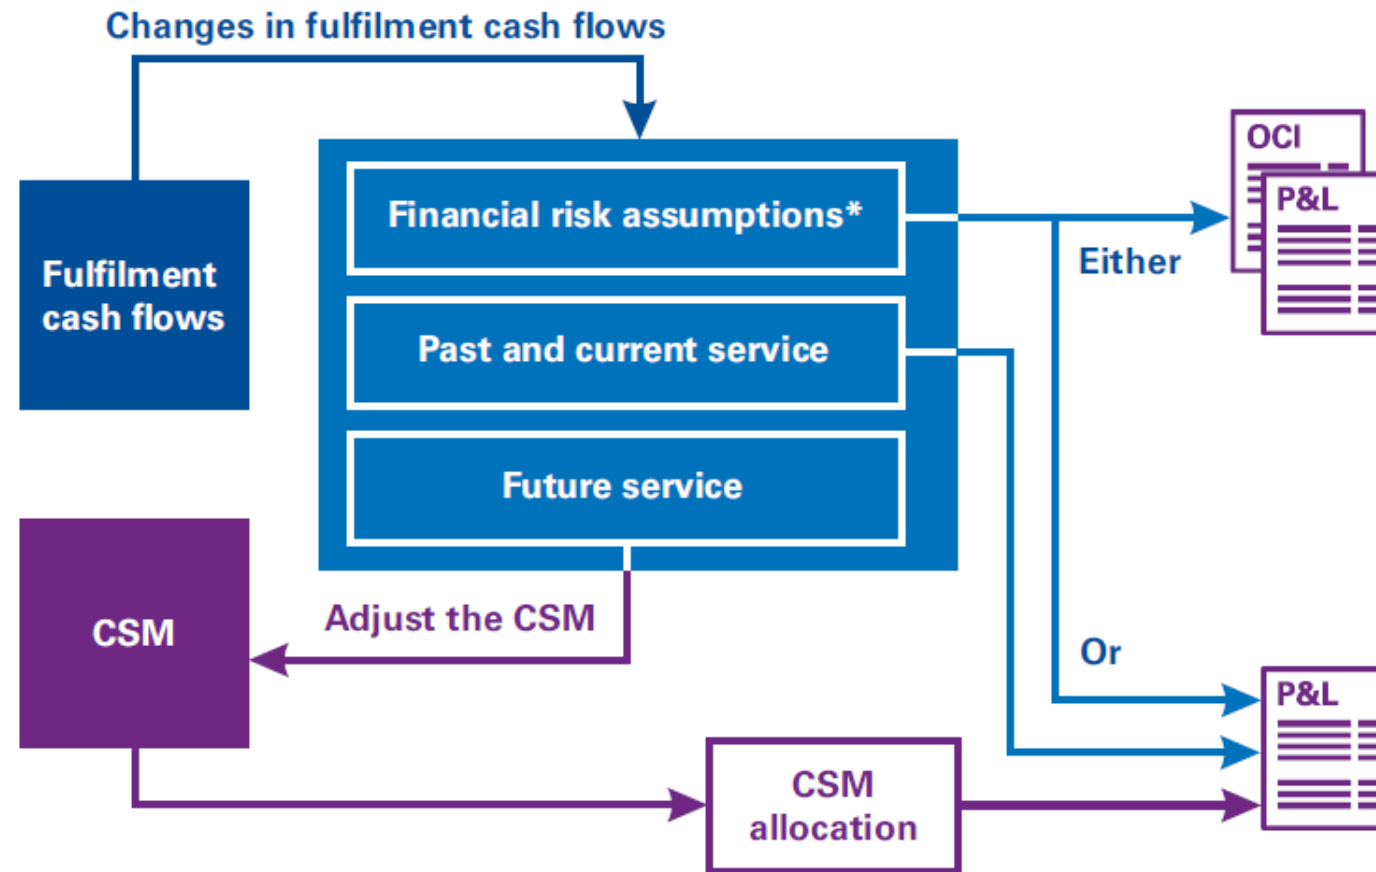 Changes in fulfilment cash flows
OCI
P&L
Financial risk assumptions*
Either
Fulfilment
cash flows
Past and current service
Future service
Adjust the CSM
CSM
Or
P&L
CSM
allocation